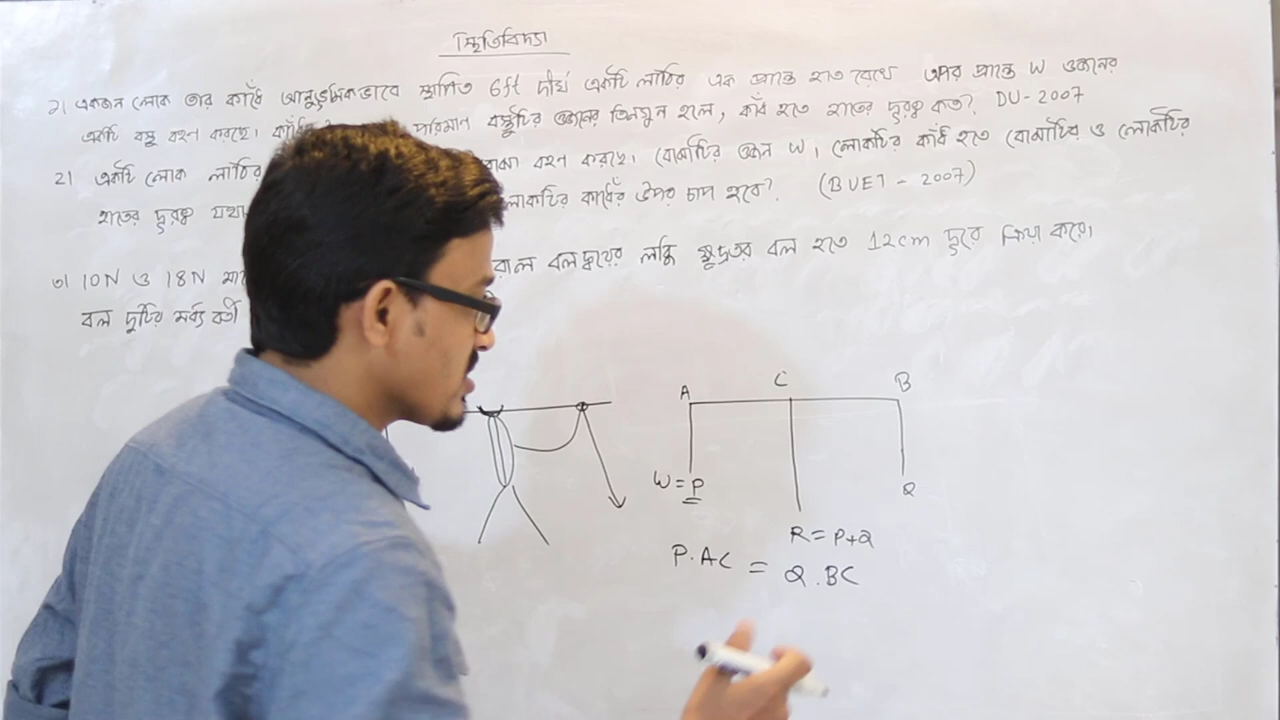 স্থিতিবিদ্যা
১। একজন লোক তার কাঁধে আনুভূমিকভাবে স্থাপিত 6ft দীর্ঘ একটি লাঠির এক প্রান্তে হাত রেখে অপর প্রান্তে W ওজনের
একটি বস্তু বহন করছে। পরিমাণ বস্তুটির ওজনের তিনগুন হলে, কাঁধ হতে হাতের দুরত্ব কত? DU-2007
২। একটি লোক লাঠির বহন করছে। বোঝাটির ওজন W, লোকটির কাঁধ হতে বোঝাটির ও লোকটির
হাতের দুরত্ব যথা লোকটির কাধেঁর উপর চাপ হবে? (BUET - 2007)
৩। 10N ও 18N বলদ্বয়ের লব্ধি ক্ষুদ্রতর বল হতে 12cm দূরে ক্রিয়া করে।
বল দুটির মধ্যবর্তী
A C B
W = P
Q
R = P+Q
P.AC = Q.BC